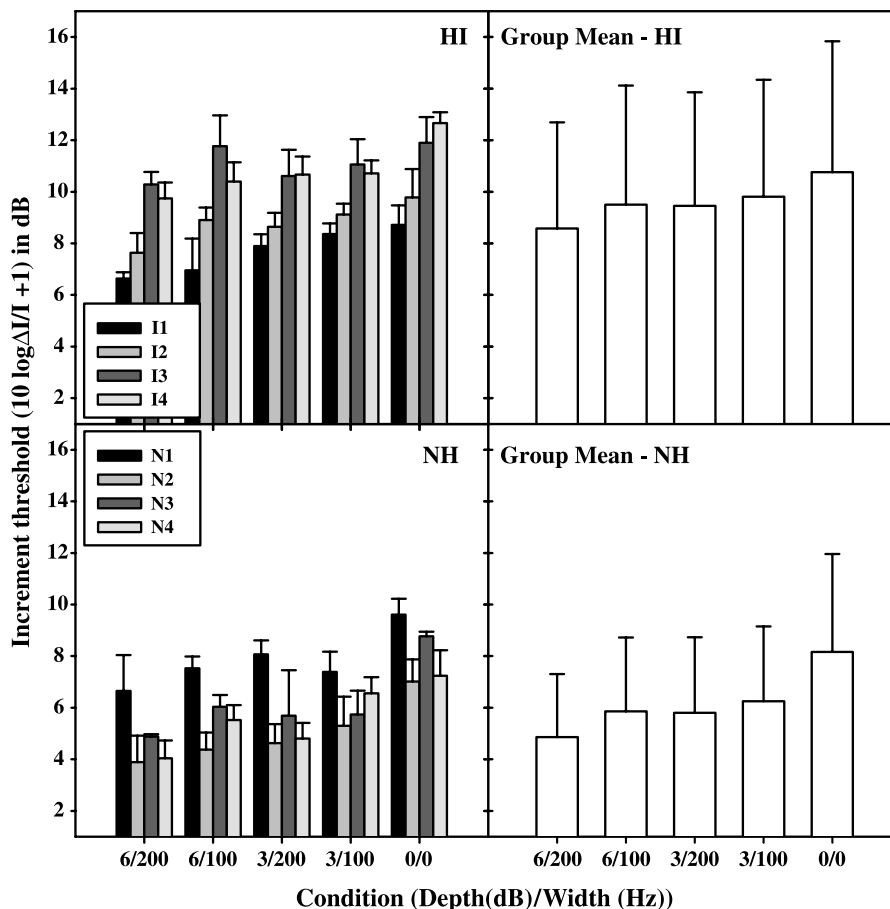 Increment threshold (10 logΔI/I +1) in dB
16
14
12
10
8
6
4
2
HI
I1
I2
I3
I4
Group Mean - HI
16
14
12
10
8
6
4
2
NH
N1
N2
N3
N4
Group Mean - NH
6/200 6/100 3/200 3/100 0/0
6/200 6/100 3/200 3/100 0/0
Condition (Depth(dB)/Width (Hz))